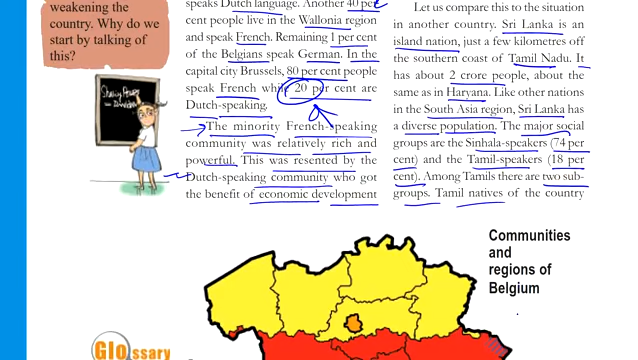 weakening the
country. Why do we
start by talking of
this?
speaks Dutch language. Another 40 per
cent people live in the Wallonia region
and speak French. Remaining 1 per cent
of the Belgians speak German. In the
capital city Brussels, 80 per cent people
speak French while 20 per cent are
Dutch-speaking.
The minority French-speaking
community was relatively rich and
powerful. This was resented by the
Dutch-speaking community who got
the benefit of economic development
Let us compare this to the situation
in another country. Sri Lanka is an
island nation, just a few kilometres off
the southern coast of Tamil Nadu. It
has about 2 crore people, about the
same as in Haryana. Like other nations
in the South Asia region, Sri Lanka has
a diverse population. The major social
groups are the Sinhala-speakers (74 per
cent) and the Tamil-speakers (18 per
cent). Among Tamils there are two sub-
groups. Tamil natives of the country
Communities
and
regions of
Belgium
Glossary